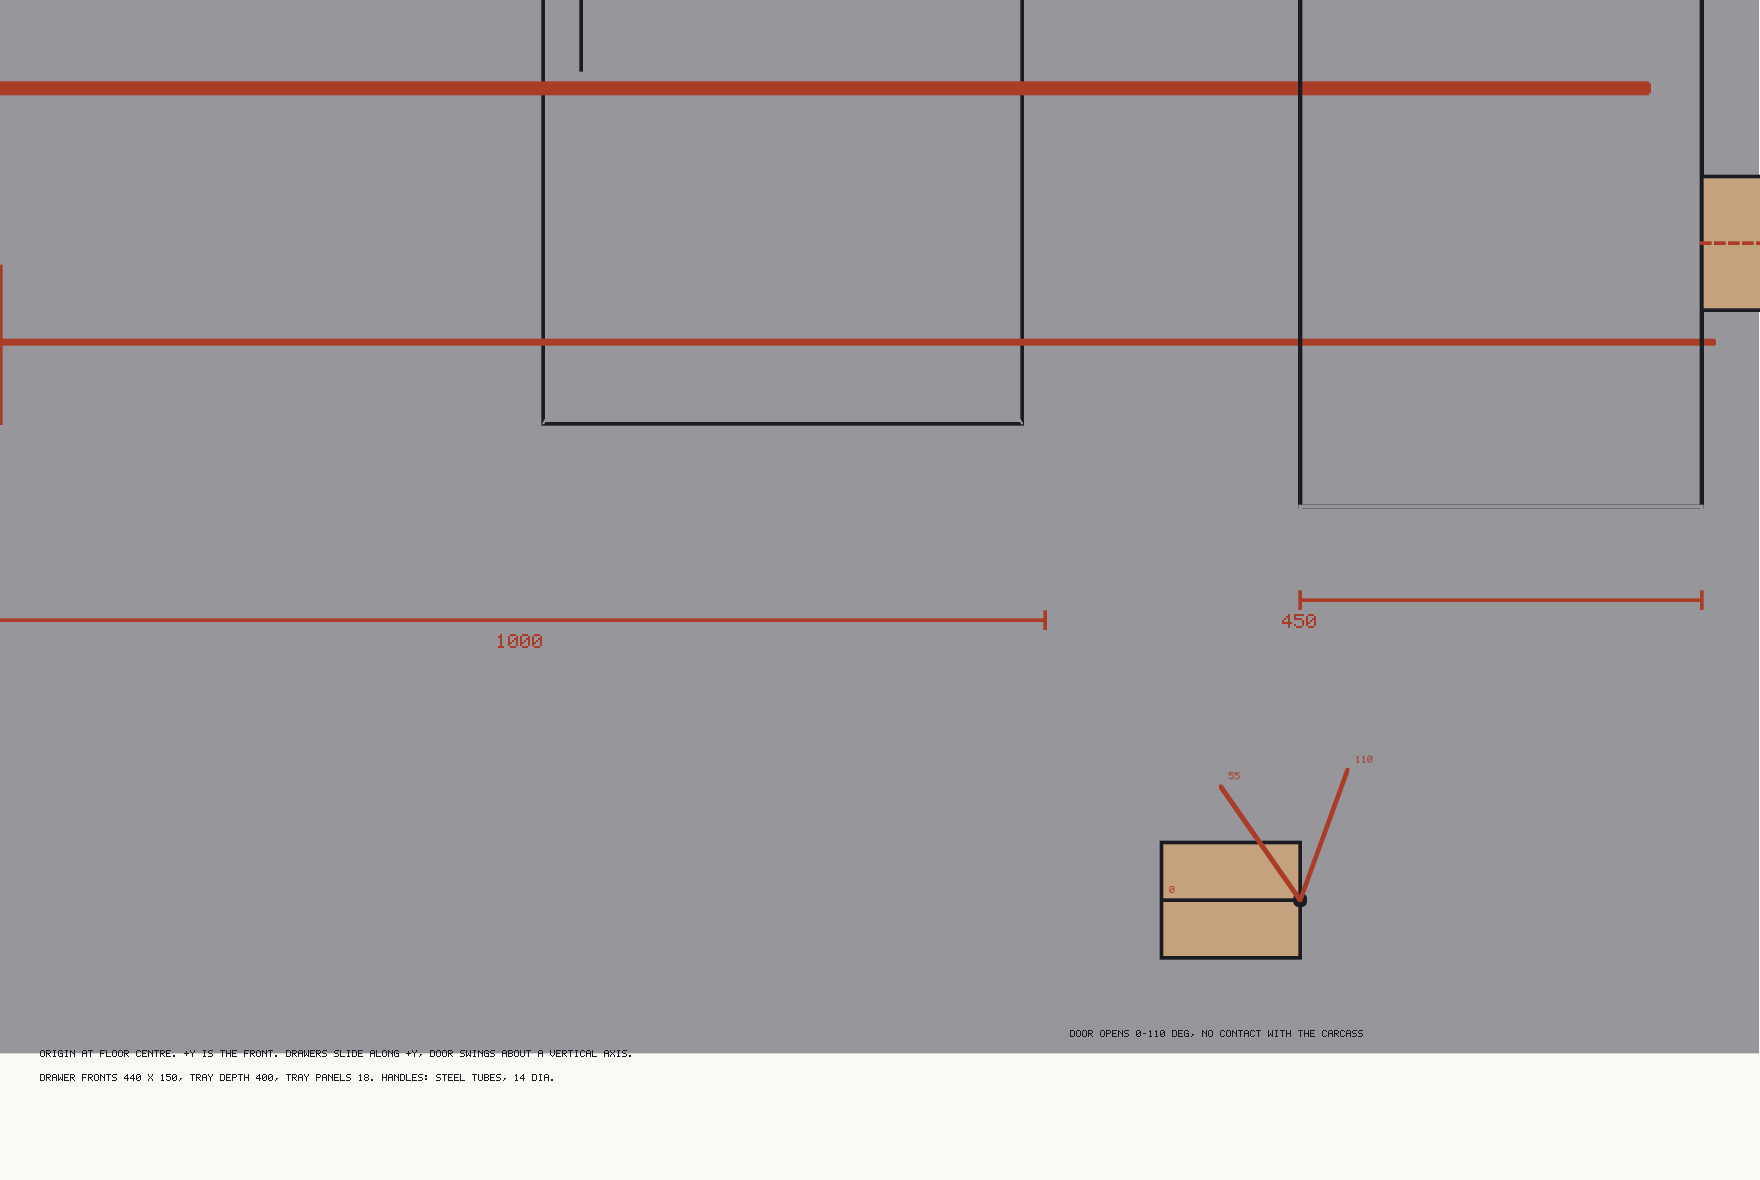 450
1000
110
55
0
DOOR OPENS 0-110 DEG, NO CONTACT WITH THE CARCASS
ORIGIN AT FLOOR CENTRE. +Y IS THE FRONT. DRAWERS SLIDE ALONG +Y, DOOR SWINGS ABOUT A VERTICAL AXIS.
DRAWER FRONTS 440 X 150, TRAY DEPTH 400, TRAY PANELS 18. HANDLES: STEEL TUBES, 14 DIA.